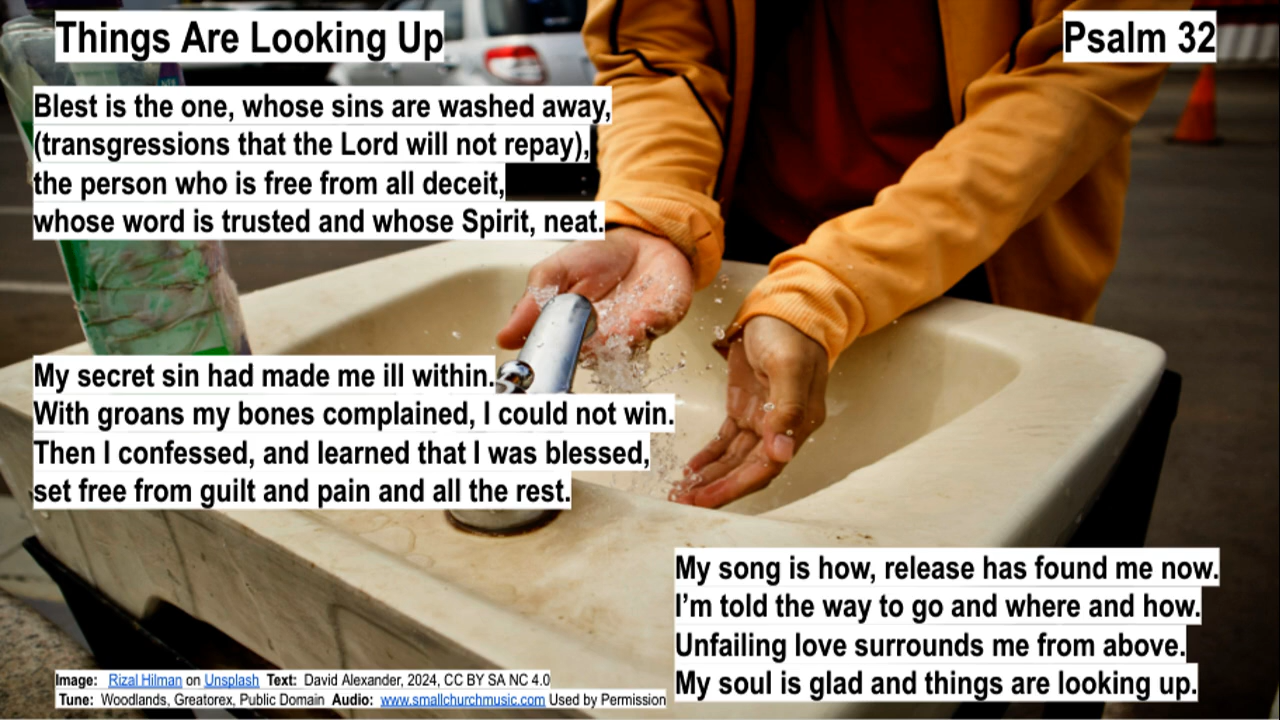 Things Are Looking Up
Psalm 32
Blest is the one, whose sins are washed away,
(transgressions that the Lord will not repay),
the person who is free from all deceit,
whose word is trusted and whose Spirit, neat.
My secret sin had made me ill within.
With groans my bones complained, I could not win.
Then I confessed, and learned that I was blessed,
set free from guilt and pain and all the rest.
My song is how, release has found me now.
I'm told the way to go and where and how.
Unfailing love surrounds me from above.
My soul is glad and things are looking up.
Image: Rizal Hilman on Unsplash Text: David Alexander, 2024, CC BY SA NC 4.0
Tune: Woodlands, Greatorex, Public Domain Audio: www.smallchurchmusic.com Used by Permission